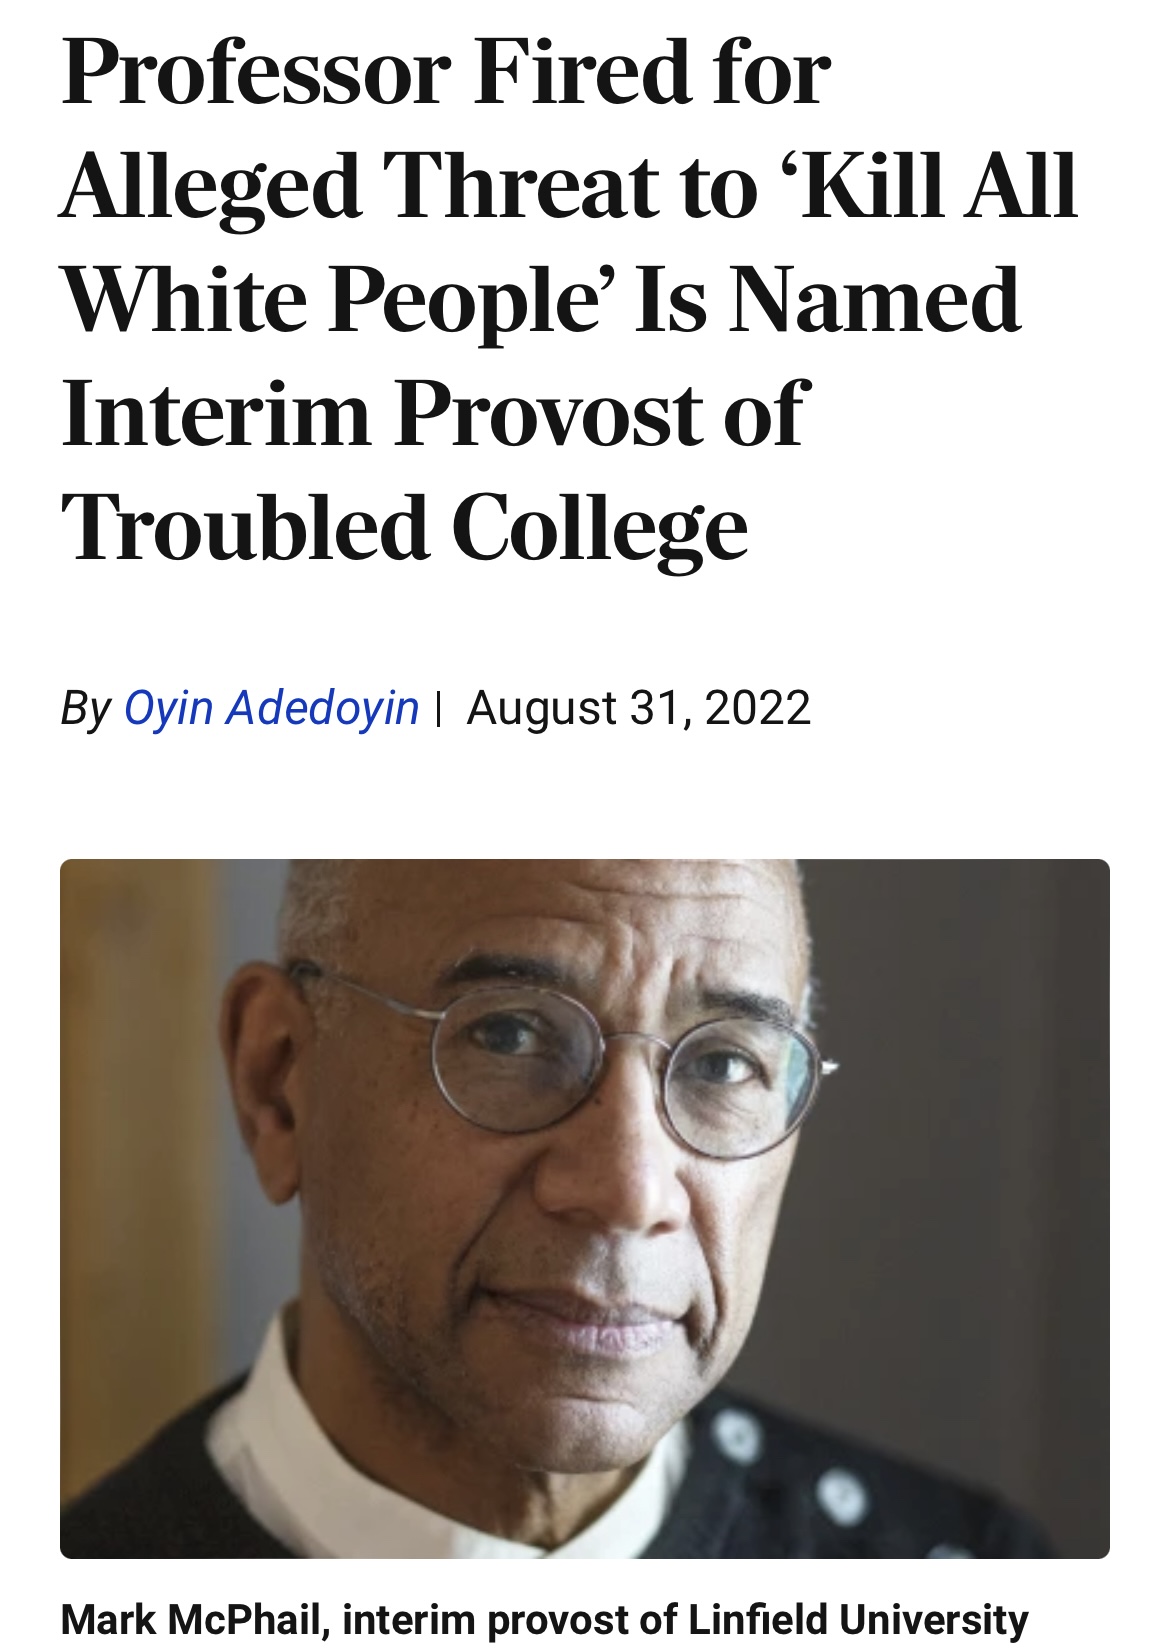 Professor Fired for
Alleged Threat to ‘Kill All
White People’ Is Named
Interim Provost of
Troubled College
By Oyin Adedoyin | August 31, 2022
Mark McPhail, interim provost of Linfield University